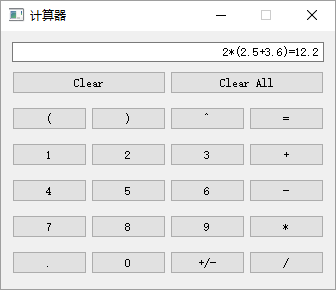 计算器
2*(2.5+3.6)=12.2
Clear Clear All
( ) ^ =
1 2 3 +
4 5 6 -
7 8 9 *
. 0 +/- /